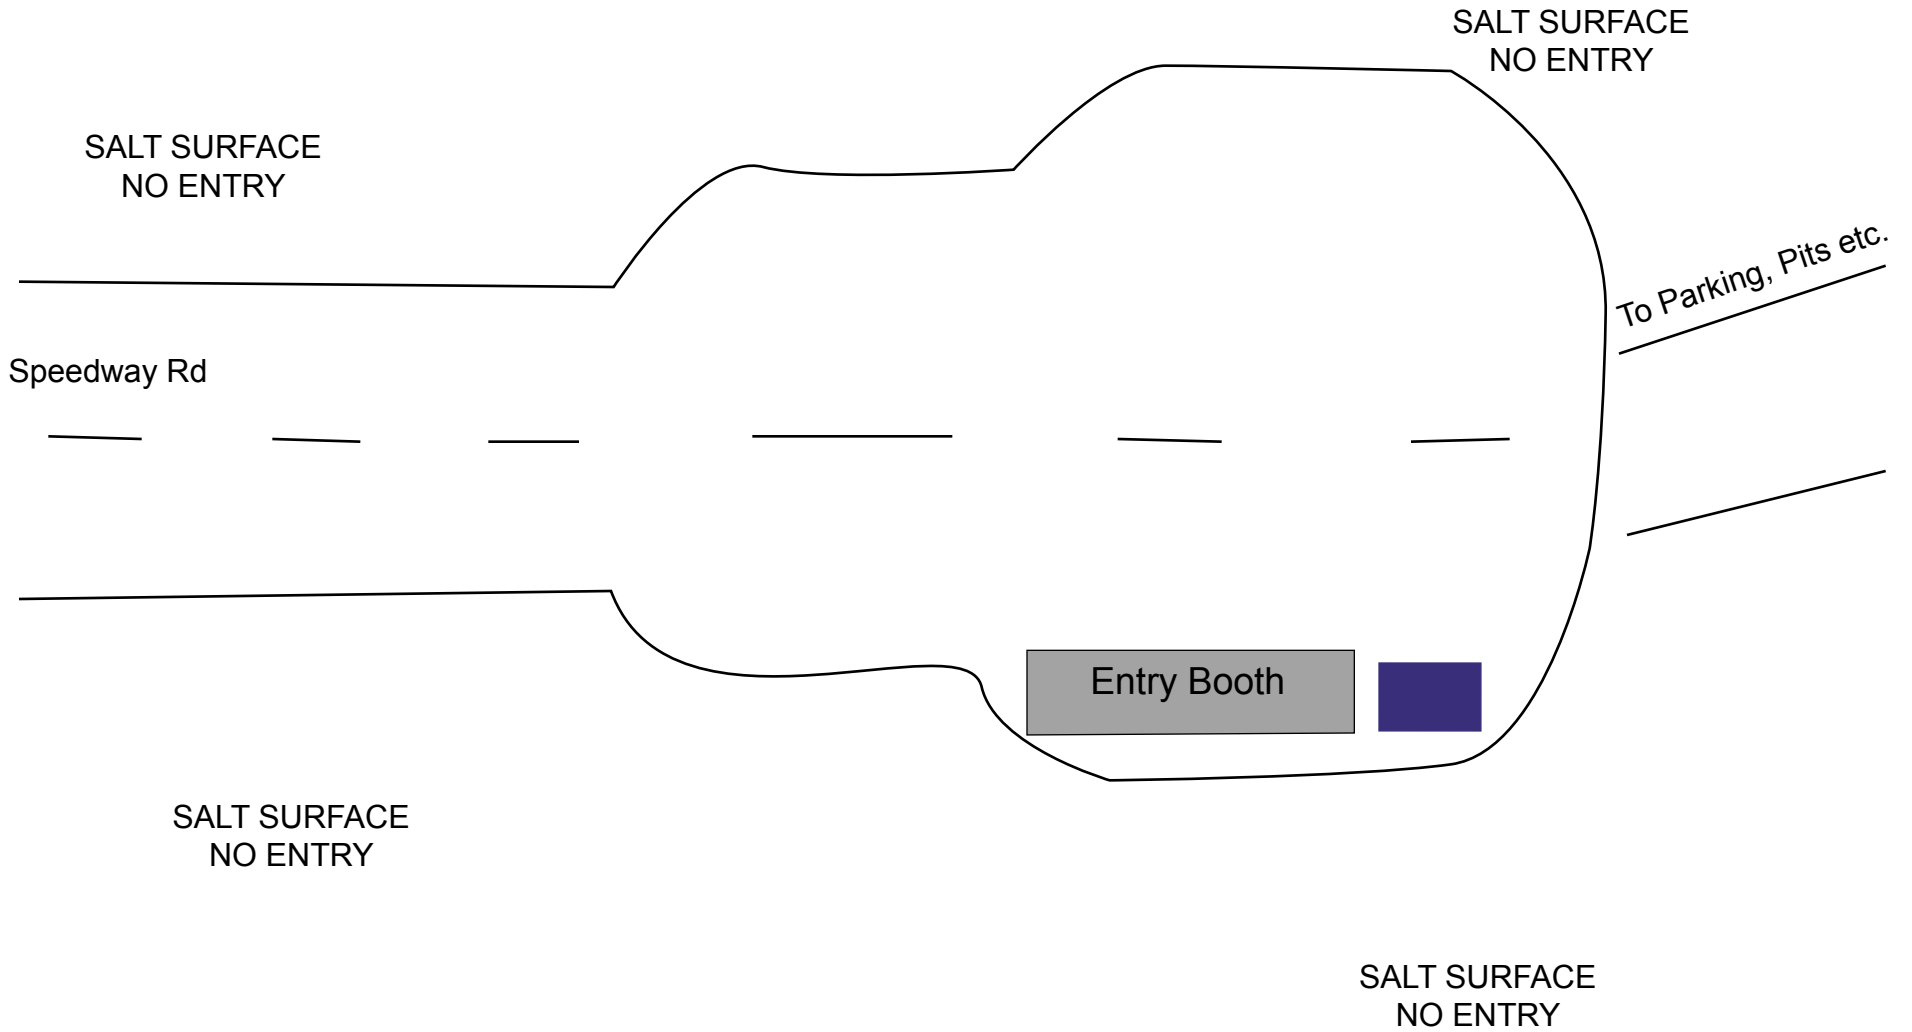 SALT SURFACE
NO ENTRY
SALT SURFACE
NO ENTRY
To Parking, Pits etc.
Speedway Rd
Entry Booth
SALT SURFACE
NO ENTRY
SALT SURFACE
NO ENTRY